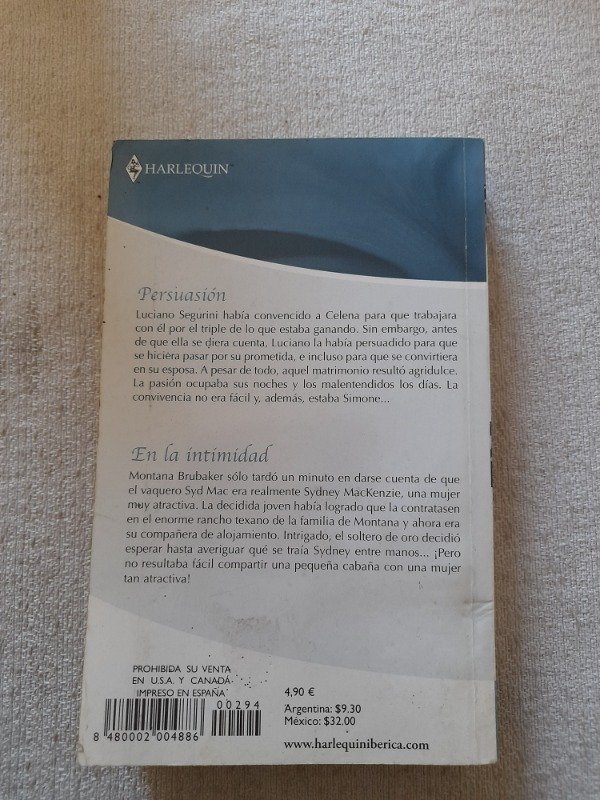 HARLEQUIN™
Persuasión
Luciano Segurini había convencido a Celena para que trabajara
con él por el triple de lo que estaba ganando. Sin embargo, antes
de que ella se diera cuenta, Luciano la había persuadido para que
se hiciera pasar por su prometida, e incluso para que se convirtiera
en su esposa. A pesar de todo, aquel matrimonio resultó agridulce.
La pasión ocupaba sus noches y los malentendidos los días. La
convivencia no era fácil y, además, estaba Simone...
En la intimidad
Montana Brubaker sólo tardó un minuto en darse cuenta de que
el vaquero Syd Mac era realmente Sydney MacKenzie, una mujer
muy atractiva. La decidida joven había logrado que la contratasen
en el enorme rancho texano de la familia de Montana y ahora era
su compañera de alojamiento. Intrigado, el soltero de oro decidió
esperar hasta averiguar qué se traía Sydney entre manos... ¡Pero
no resultaba fácil compartir una pequeña cabaña con una mujer
tan atractiva!
PROHIBIDA SU VENTA
EN U.S.A. Y CANADÁ
IMPRESO EN ESPAÑA
00294
8 480002 004886
4,90 €
Argentina: $9.30
México: $32.00
www.harlequiniberica.com